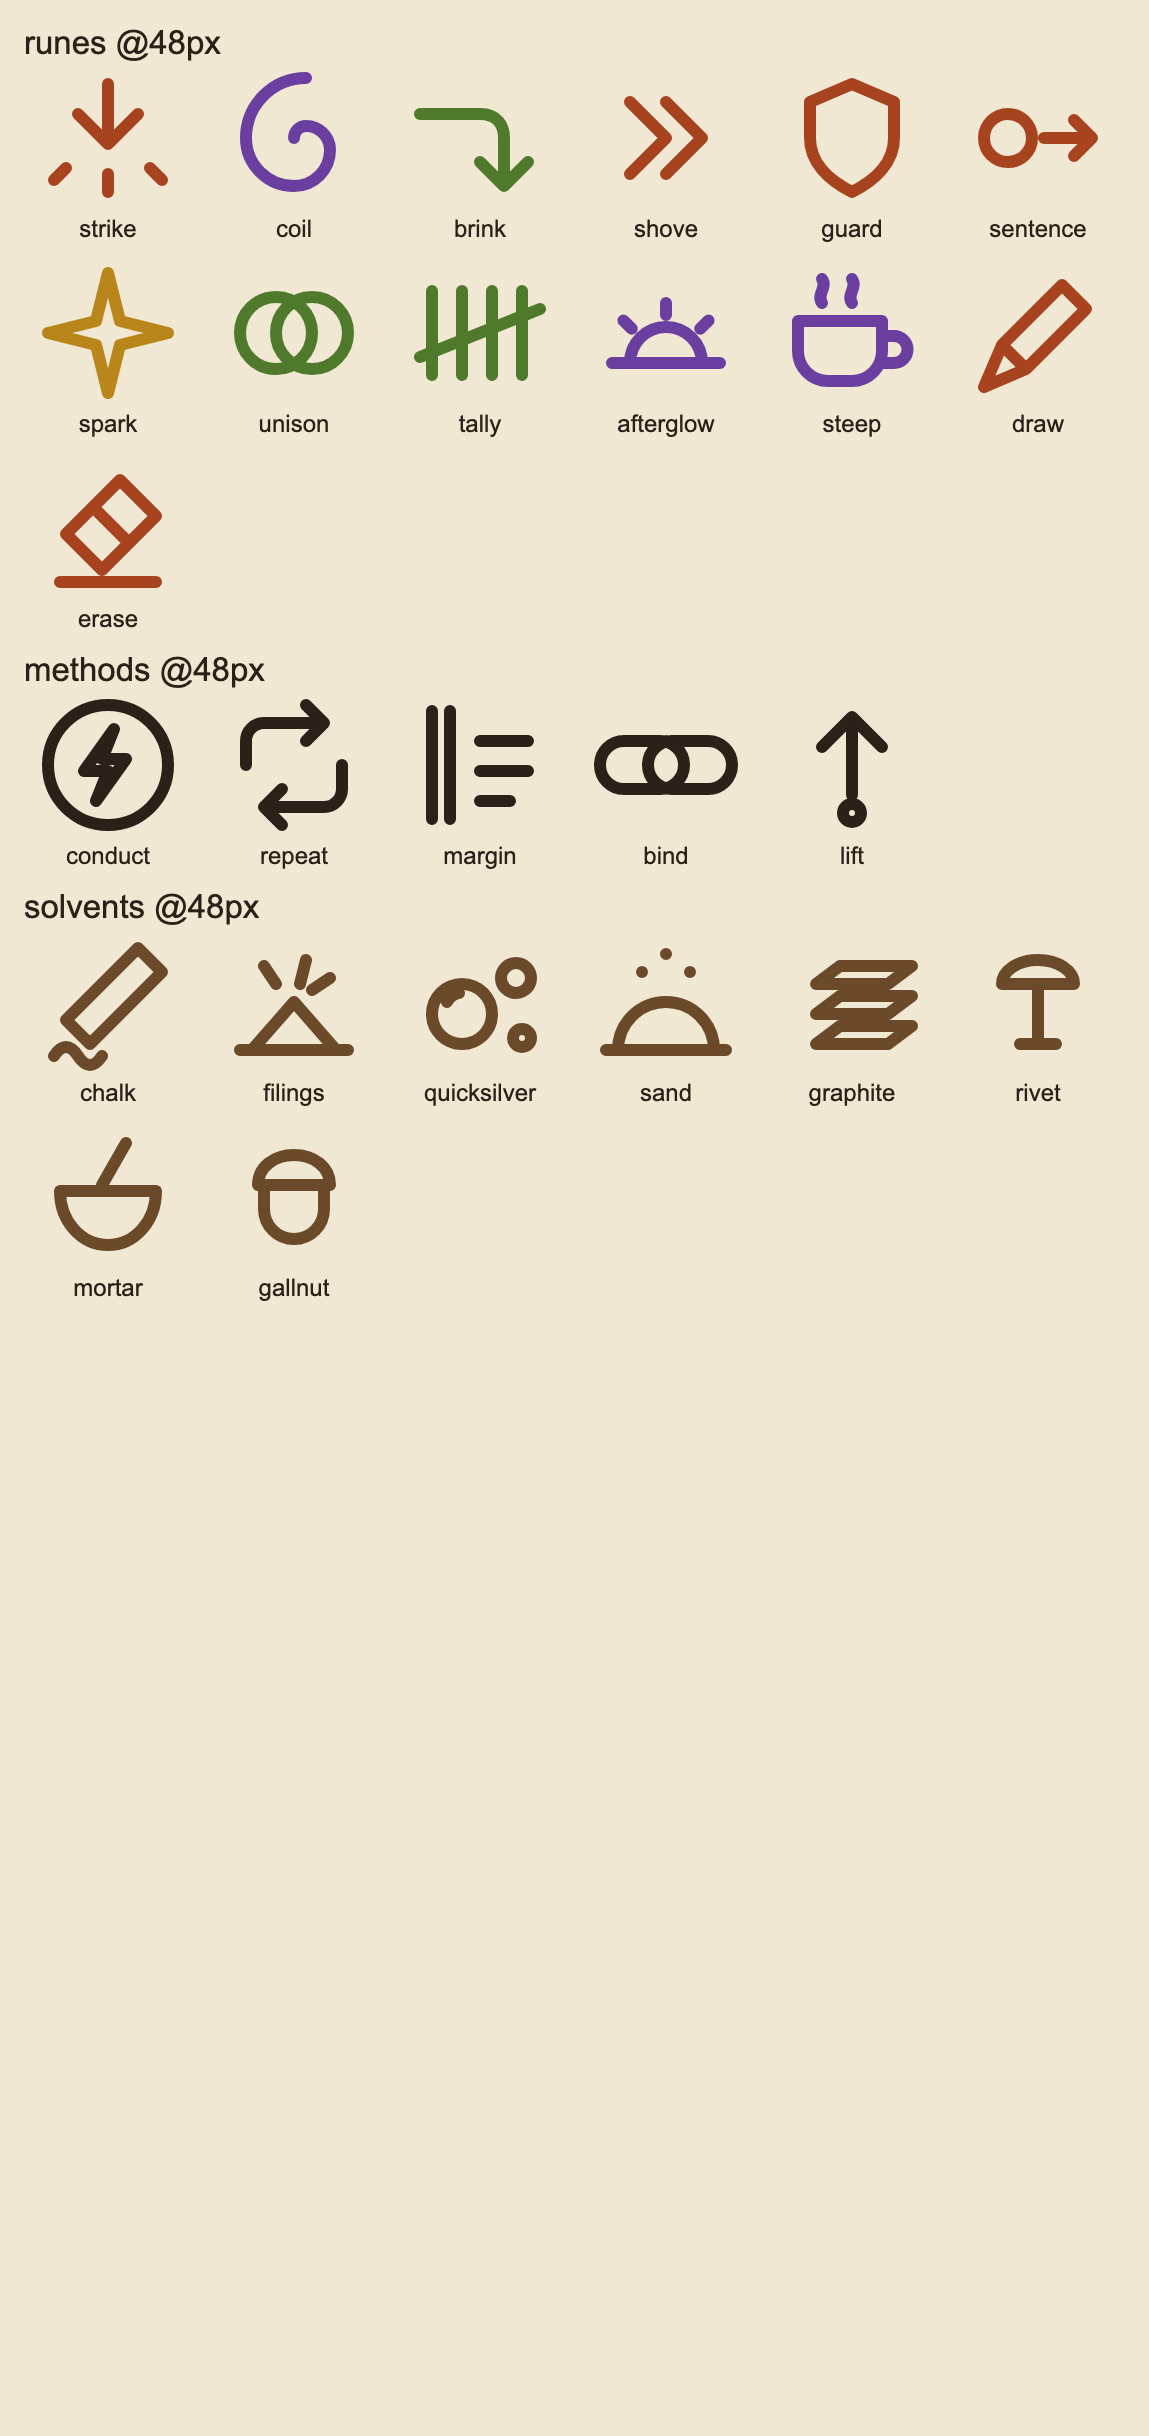 runes @48px
strike coil brink shove guard sentence
spark unison tally afterglow steep draw
erase
methods @48px
conduct repeat margin bind lift
solvents @48px
chalk filings quicksilver sand graphite rivet
mortar gallnut